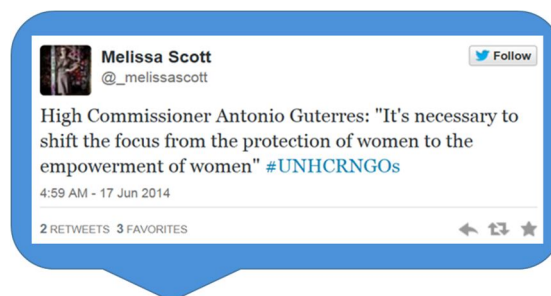 Melissa Scott
@_melissascott
Follow
High Commissioner Antonio Guterres: "It's necessary to
shift the focus from the protection of women to the
empowerment of women" #UNHCRNGOs
4:59 AM - 17 Jun 2014
2 RETWEETS 3 FAVORITES